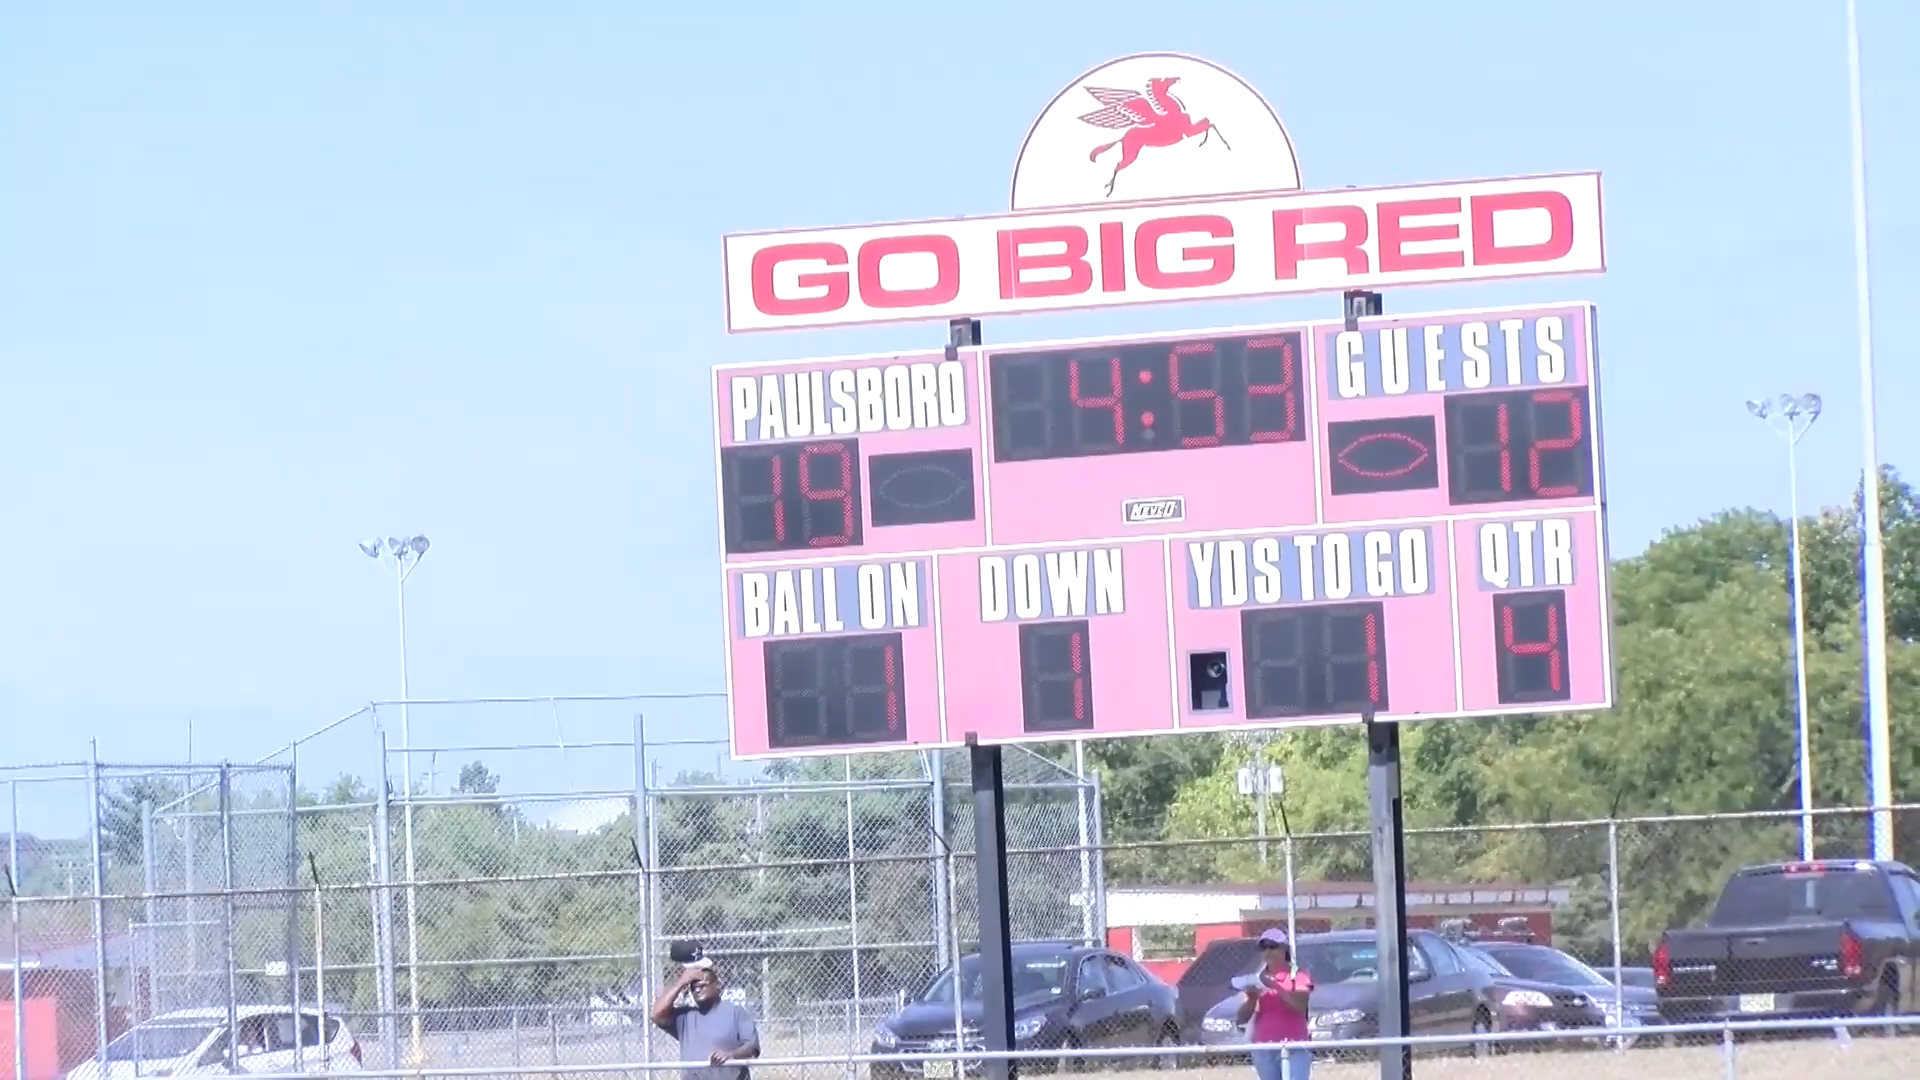 GO BIG RED
PAULSBORO
4:53
GUESTS
19
12
NEVCO
BALL ON
DOWN
YDS TO GO
QTR
1
1
1
4